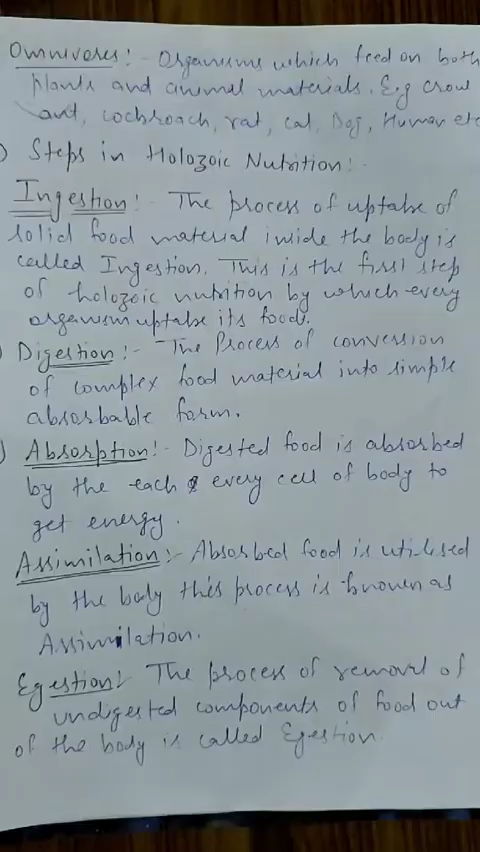 Omnivores:- Organisms which feed on both
plants and animal materials. E.g crow
ant, cockroach, rat, cat, Dog, Human etc
) Steps in Holozoic Nutrition:-
Ingestion:- The process of uptake of
solid food material inside the body is
called Ingestion. This is the first step
of holozoic nutrition by which every
organism uptake its food.
) Digestion:- The Process of conversion
of complex food material into simple
absorbable form.
) Absorption:- Digested food is absorbed
by the each & every cell of body to
get energy.
Assimilation:- Absorbed food is utilised
by the body this process is known as
Assimilation.
Egestion:- The process of removal of
undigested components of food out
of the body is called Egestion.